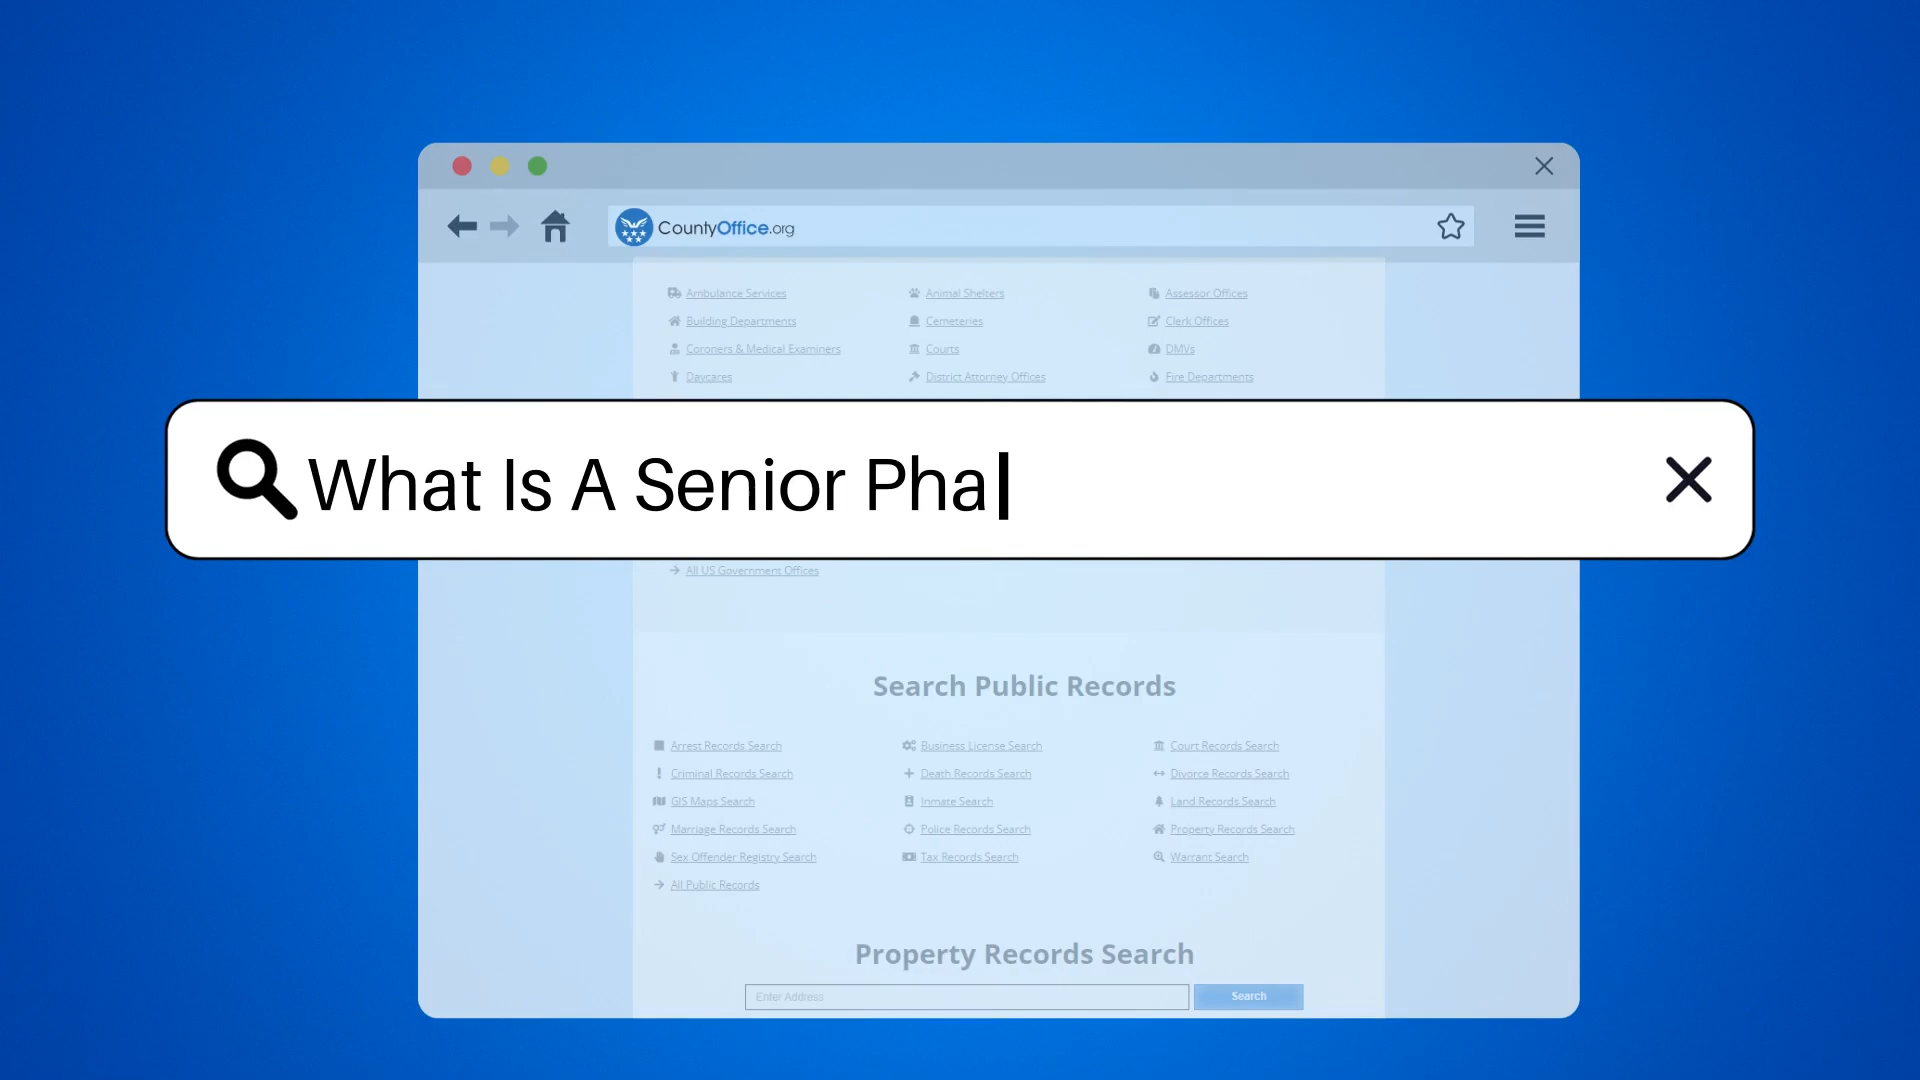 CountyOffice.org
Ambulance Services Animal Shelters Assessor Offices
Building Departments Cemeteries Clerk Offices
Coroners & Medical Examiners Courts DMVs
Daycares District Attorney Offices Fire Departments
What Is A Senior Pha
All US Government Offices
Search Public Records
Arrest Records Search Business License Search Court Records Search
Criminal Records Search Death Records Search Divorce Records Search
GIS Maps Search Inmate Search Land Records Search
Marriage Records Search Police Records Search Property Records Search
Sex Offender Registry Search Tax Records Search Warrant Search
All Public Records
Property Records Search
Enter Address Search